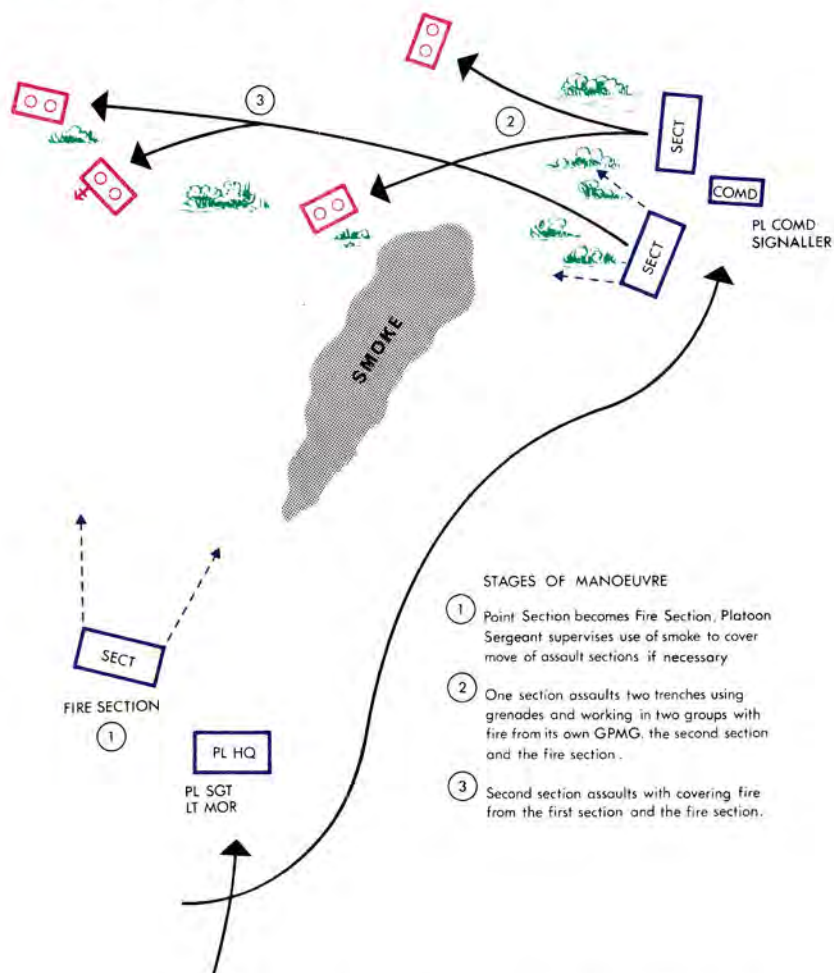 3
2
SECT
COMD
PL COMD
SIGNALLER
SECT
SMOKE
SECT
FIRE SECTION
1
PL HQ
PL SGT
LT MOR
STAGES OF MANOEUVRE
1 Point Section becomes Fire Section, Platoon
Sergeant supervises use of smoke to cover
move of assault sections if necessary
2 One section assaults two trenches using
grenades and working in two groups with
fire from its own GPMG. the second section
and the fire section.
3 Second section assaults with covering fire
from the first section and the fire section.